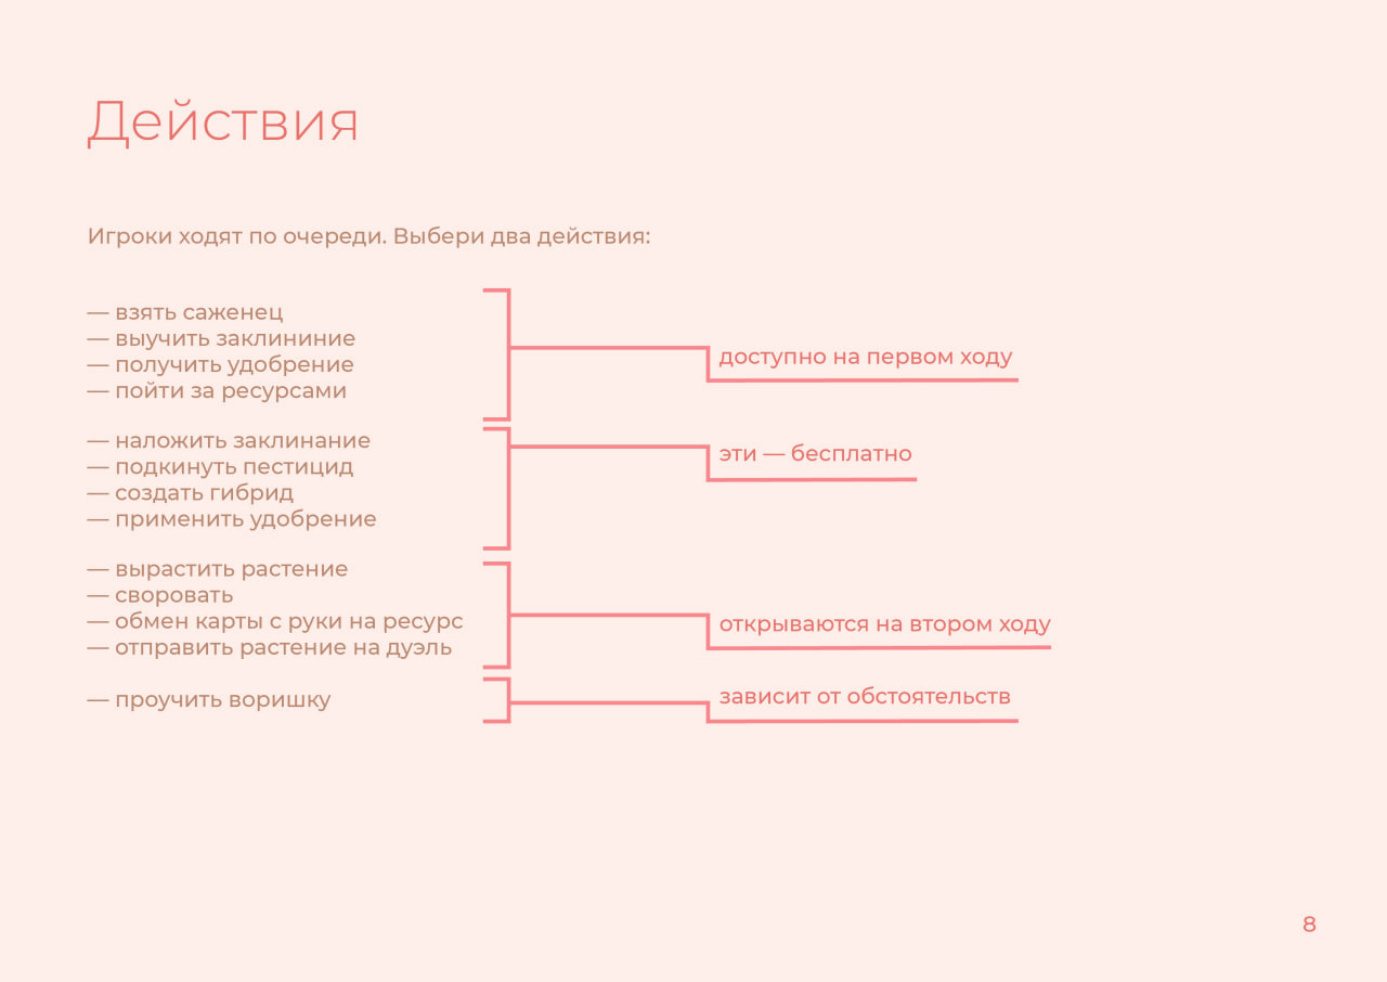 Действия
Игроки ходят по очереди. Выбери два действия:
— взять саженец
— выучить заклининие
— получить удобрение
— пойти за ресурсами
доступно на первом ходу
— наложить заклинание
— подкинуть пестицид
— создать гибрид
— применить удобрение
эти — бесплатно
— вырастить растение
— своровать
— обмен карты с руки на ресурс
— отправить растение на дуэль
открываются на втором ходу
— проучить воришку
зависит от обстоятельств
8